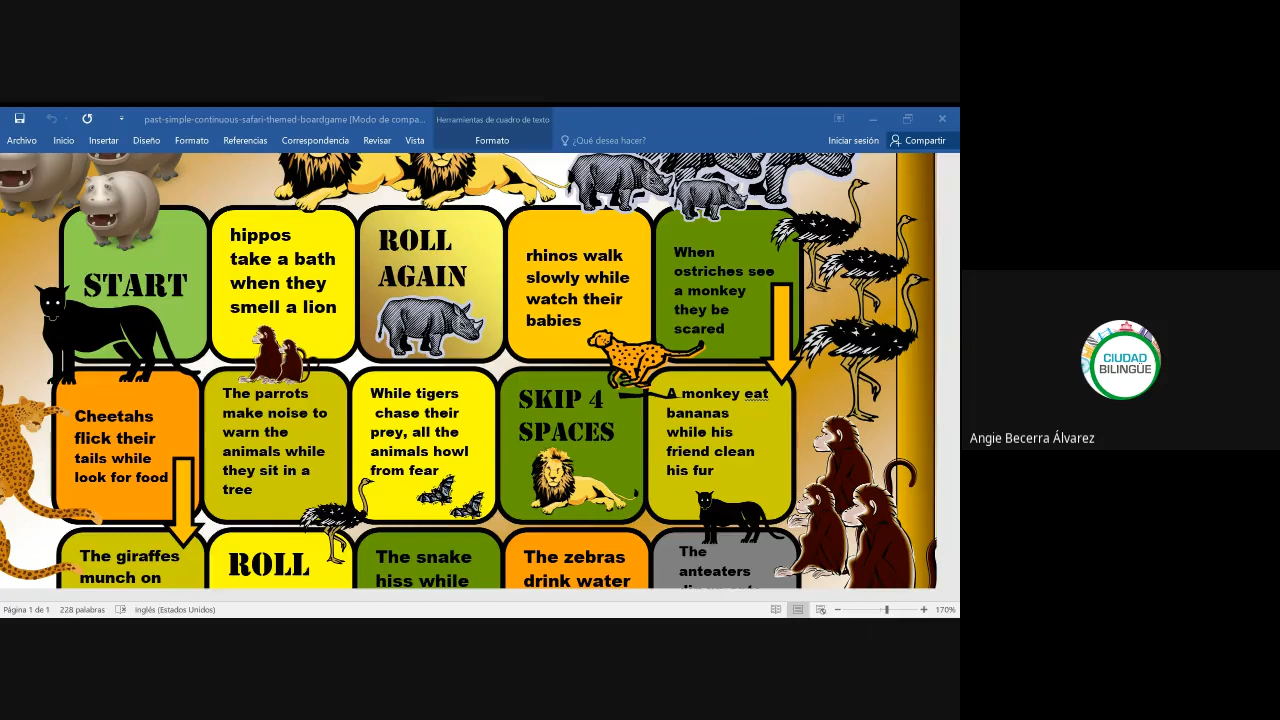 past-simple-continuous-safari-themed-boardgame [Modo de compa...
Herramientas de cuadro de texto
Archivo
Inicio
Insertar
Diseño
Formato
Referencias
Correspondencia
Revisar
Vista
Formato
¿Qué desea hacer?
Iniciar sesión
Compartir
START
hippos
take a bath
when they
smell a lion
ROLL
AGAIN
rhinos walk
slowly while
watch their
babies
When
ostriches see
a monkey
they be
scared
Cheetahs
flick their
tails while
look for food
The parrots
make noise to
warn the
animals while
they sit in a
tree
While tigers
chase their
prey, all the
animals howl
from fear
SKIP 4
SPACES
A monkey eat
bananas
while his
friend clean
his fur
The giraffes
munch on
ROLL
The snake
hiss while
The zebras
drink water
The
anteaters
CIUDAD
BILINGÜE
Angie Becerra Álvarez
Página 1 de 1
228 palabras
Inglés (Estados Unidos)
170%